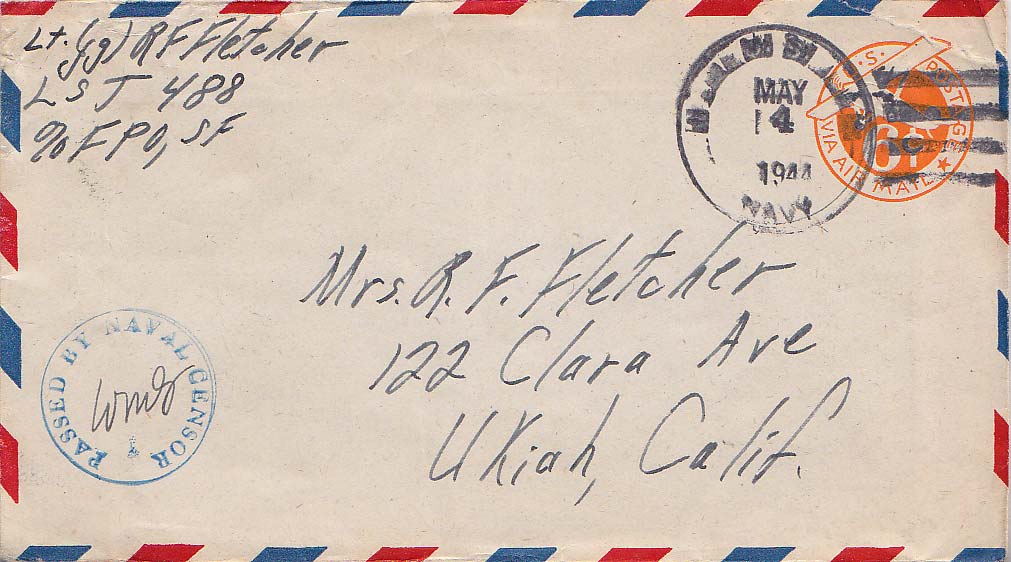 Lt. (jg) R F Fletcher
LST 488
% FPO, SF
MAY
4
1944
NAVY
U.S. POSTAGE
6¢
VIA AIR MAIL
Mrs. R. F. Fletcher
122 Clara Ave
Ukiah, Calif.
PASSED BY NAVAL CENSOR